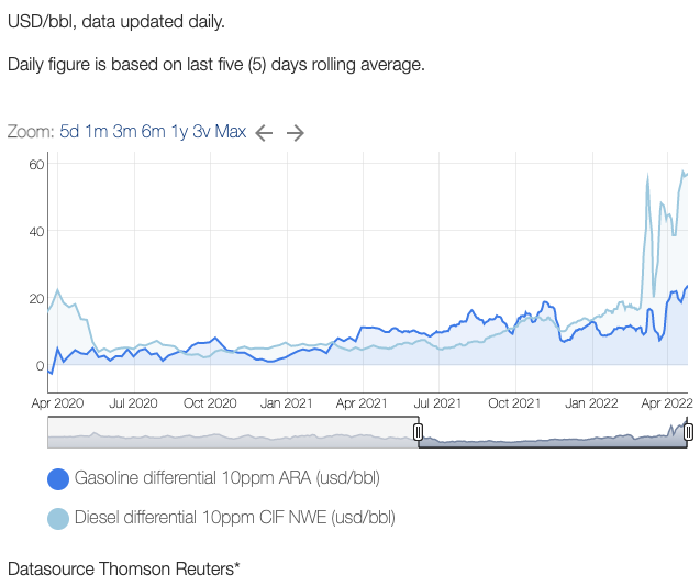 USD/bbl, data updated daily.
Daily figure is based on last five (5) days rolling average.
Zoom: 5d 1m 3m 6m 1y 3v Max ← →
60
40
20
0
Apr 2020 Jul 2020 Oct 2020 Jan 2021 Apr 2021 Jul 2021 Oct 2021 Jan 2022 Apr 2022
Gasoline differential 10ppm ARA (usd/bbl)
Diesel differential 10ppm CIF NWE (usd/bbl)
Datasource Thomson Reuters*